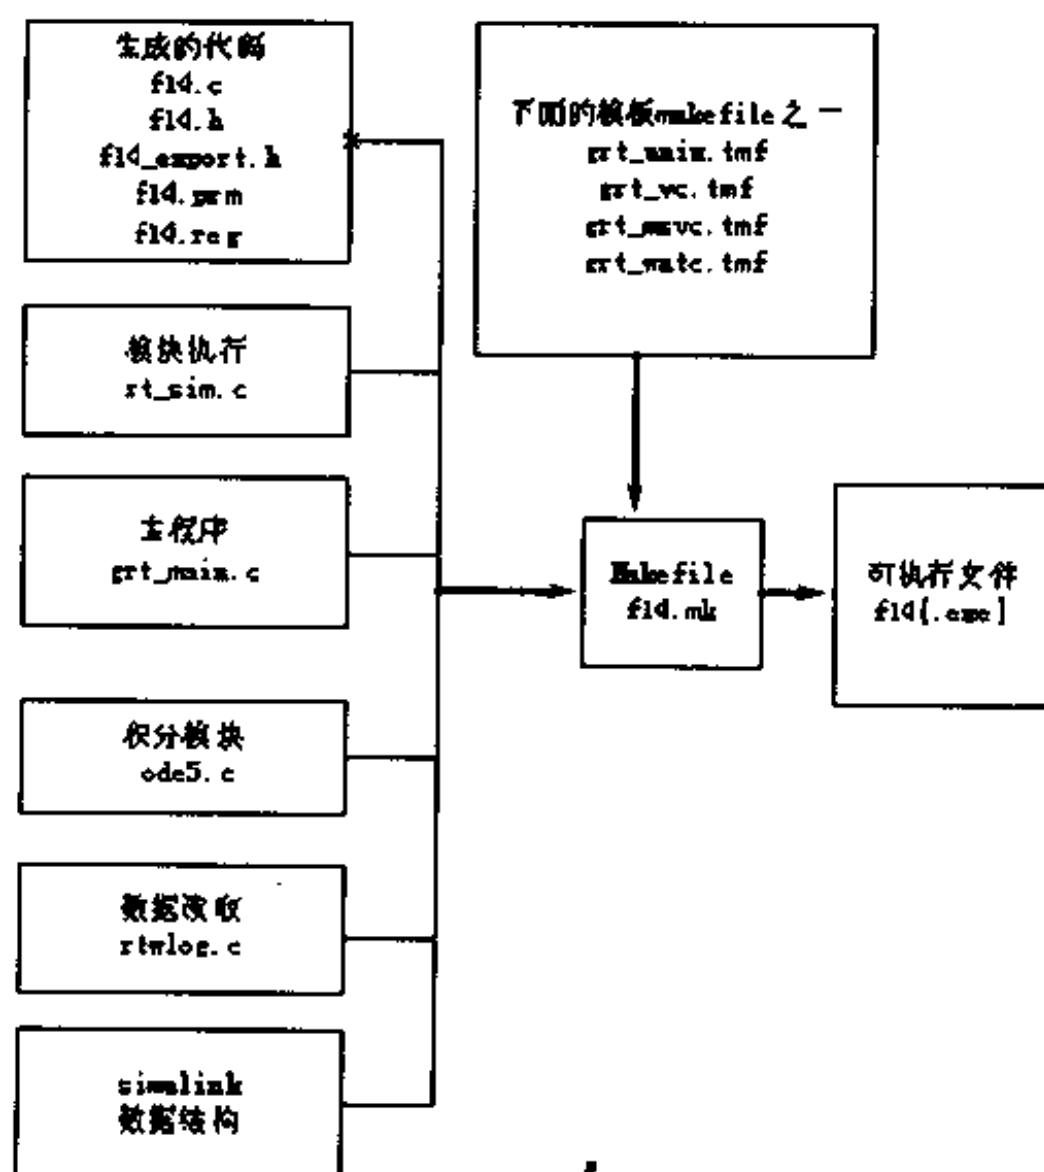 生成的代码
f14.c
f14.h
f14_export.h
f14.prm
f14.reg
模块执行
rt_sim.c
主程序
grt_main.c
积分模块
ode5.c
数据
rtwlog.c
simulink
数据结构
下面的模板makefile之一
grt_unix.tmf
grt_vc.tmf
grt_msvc.tmf
grt_watc.tmf
Makefile
f14.mk
可执行文件
f14[.exe]